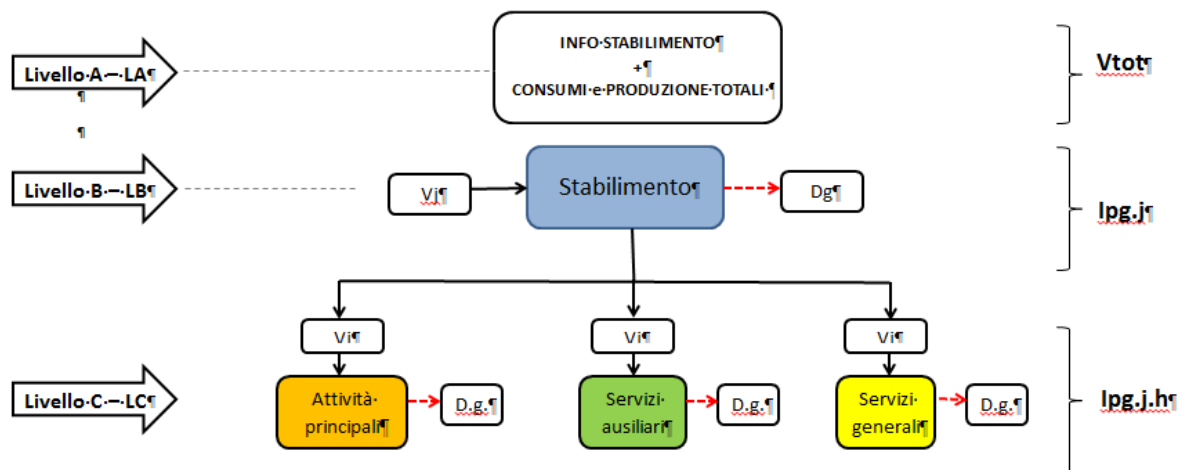 INFO·STABILIMENTO¶
+¶
CONSUMI·e·PRODUZIONE·TOTALI·¶
Livello·A–·LA¶
¶
¶
Vtot¶
Livello·B–·LB¶
Vj¶
Stabilimento¶
Dg¶
Ipg.j¶
Vi¶
Vi¶
Vi¶
Livello·C–·LC¶
Attività·
principali¶
D.g.¶
Servizi·
ausiliari¶
D.g.¶
Servizi·
generali¶
D.g.¶
Ipg.j.h¶